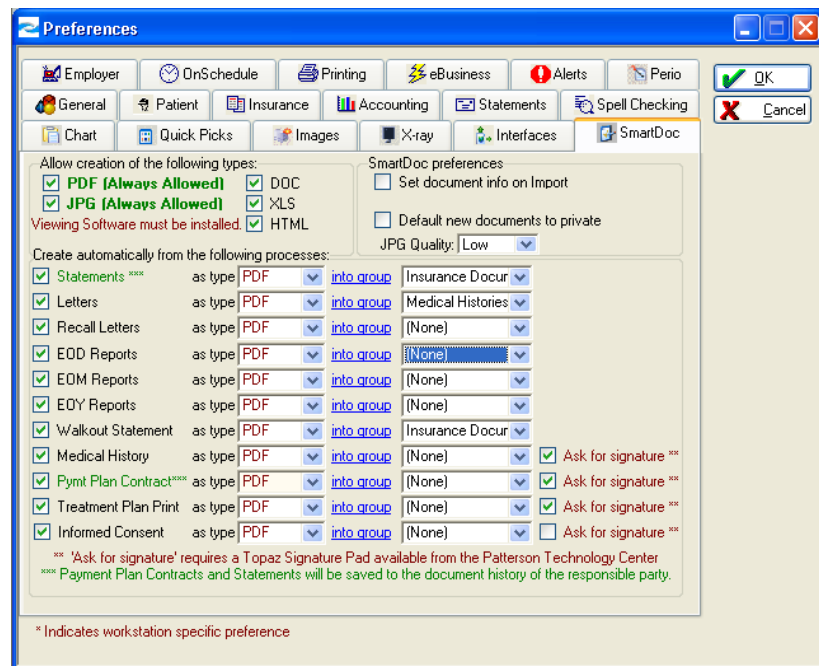 Preferences
Employer OnSchedule Printing eBusiness Alerts Perio
OK
General Patient Insurance Accounting Statements Spell Checking
Cancel
Chart Quick Picks Images X-ray Interfaces SmartDoc
Allow creation of the following types: SmartDoc preferences
PDF (Always Allowed) DOC Set document info on Import
JPG (Always Allowed) XLS
Viewing Software must be installed. HTML Default new documents to private
JPG Quality: Low
Create automatically from the following processes:
Statements *** as type PDF into group Insurance Docur
Letters as type PDF into group Medical Histories
Recall Letters as type PDF into group (None)
EOD Reports as type PDF into group (None)
EOM Reports as type PDF into group (None)
EOY Reports as type PDF into group (None)
Walkout Statement as type PDF into group Insurance Docur
Medical History as type PDF into group (None) Ask for signature **
Pymt Plan Contract*** as type PDF into group (None) Ask for signature **
Treatment Plan Print as type PDF into group (None) Ask for signature **
Informed Consent as type PDF into group (None) Ask for signature **
** 'Ask for signature' requires a Topaz Signature Pad available from the Patterson Technology Center
*** Payment Plan Contracts and Statements will be saved to the document history of the responsible party.
* Indicates workstation specific preference